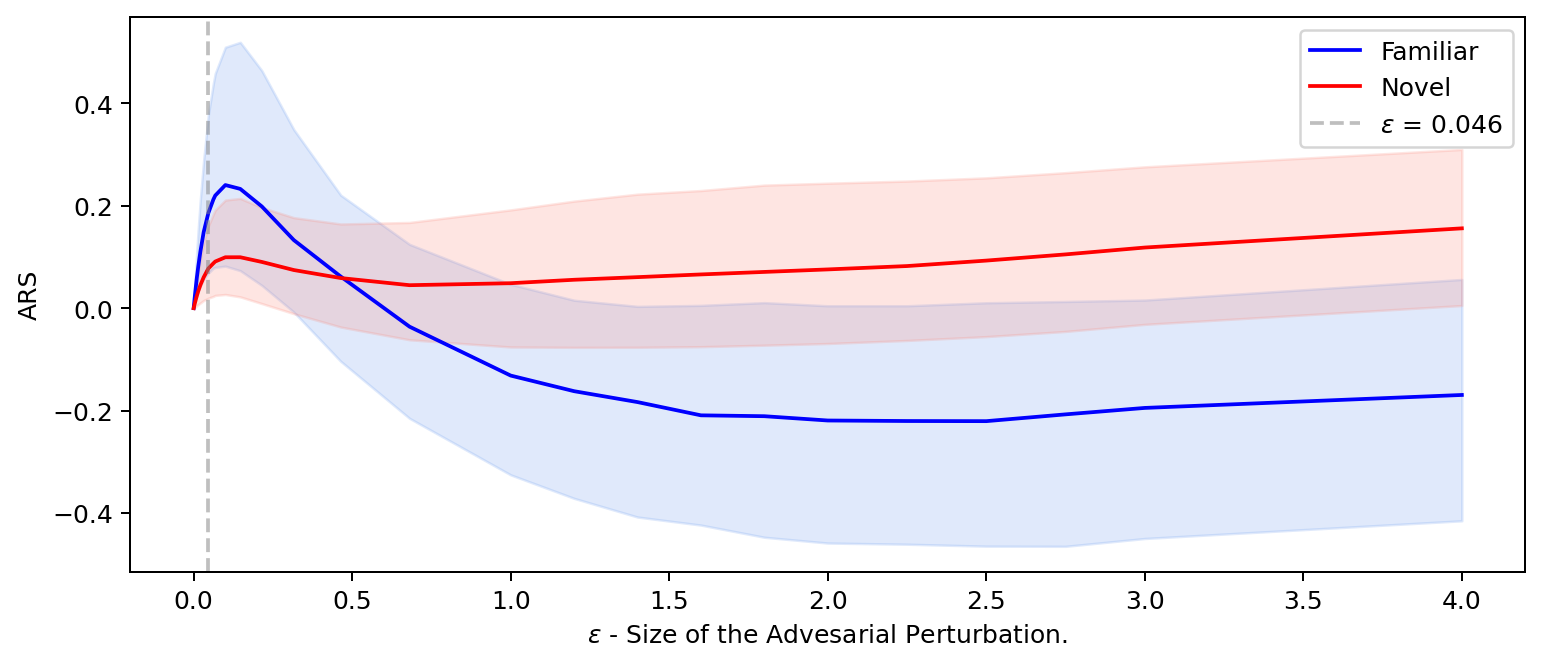 Familiar
Novel
ε = 0.046
0.4
0.2
0.0
−0.2
−0.4
ARS
0.0 0.5 1.0 1.5 2.0 2.5 3.0 3.5 4.0
ε - Size of the Advesarial Perturbation.